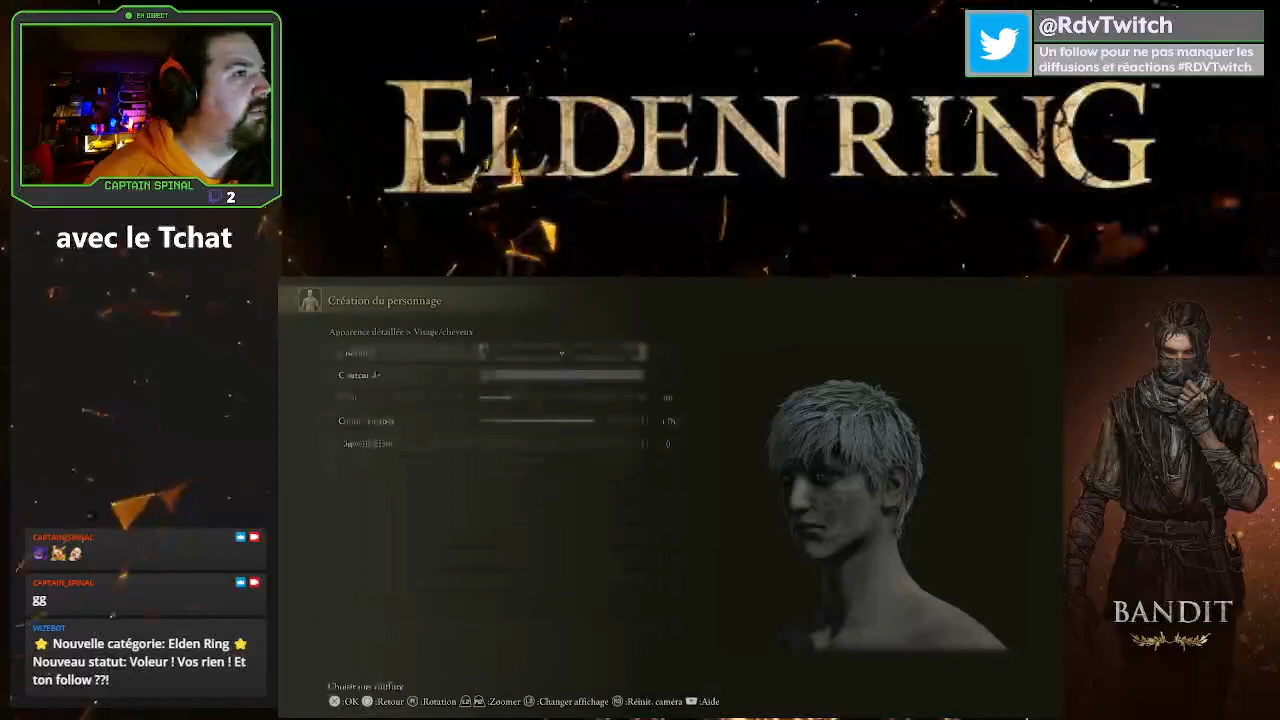 EN DIRECT
CAPTAIN SPINAL
2
@RdvTwitch
Un follow pour ne pas manquer les
diffusions et réactions #RDVTwitch
ELDEN RING
avec le Tchat
Création du personnage
Apparence détaillée > Visage/cheveux
CAPTAIN_SPINAL
gg
WIZEBOT
Nouvelle catégorie: Elden Ring
Nouveau statut: Voleur ! Vos rien ! Et
ton follow ??!
BANDIT
:OK :Retour :Rotation L2 R2 :Zoomer :Changer affichage :Réinit. caméra :Aide